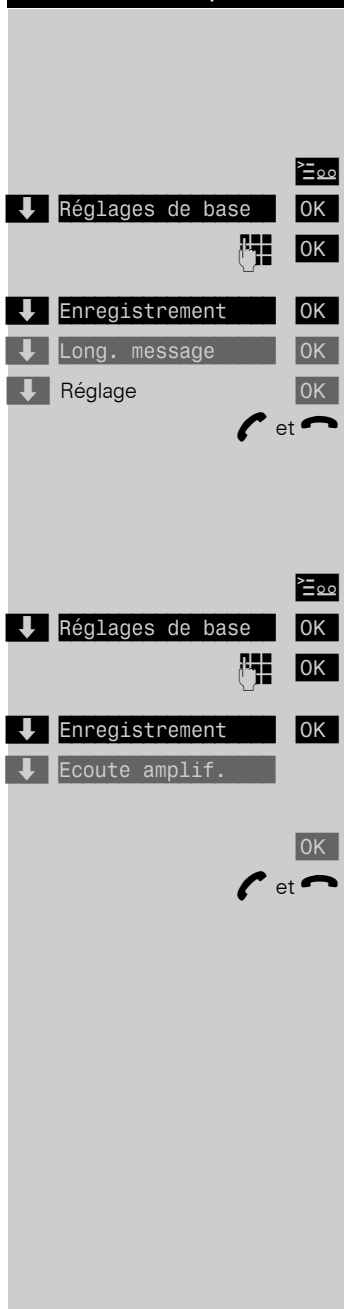 Réglages de base OK
OK
Enregistrement OK
Long. message OK
Réglage OK
et
Réglages de base OK
OK
Enregistrement OK
Ecoute amplif.
OK
et